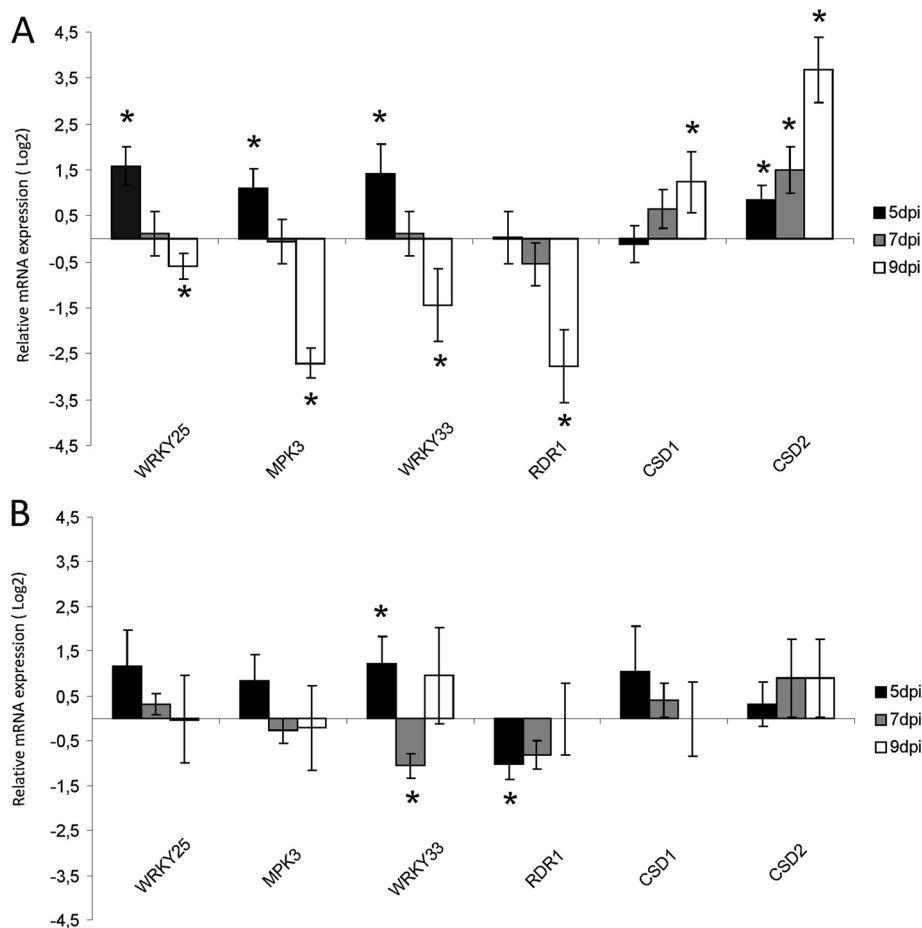 A
Relative mRNA expression ( Log2)
4,5
3,5
2,5
1,5
0,5
-0,5
-1,5
-2,5
-3,5
-4,5
* * * * * * * * * * * *
WRKY25
MPK3
WRKY33
RDR1
CSD1
CSD2
5dpi
7dpi
9dpi
B
Relative mRNA expression ( Log2)
4,5
3,5
2,5
1,5
0,5
-0,5
-1,5
-2,5
-3,5
-4,5
* * *
WRKY25
MPK3
WRKY33
RDR1
CSD1
CSD2
5dpi
7dpi
9dpi